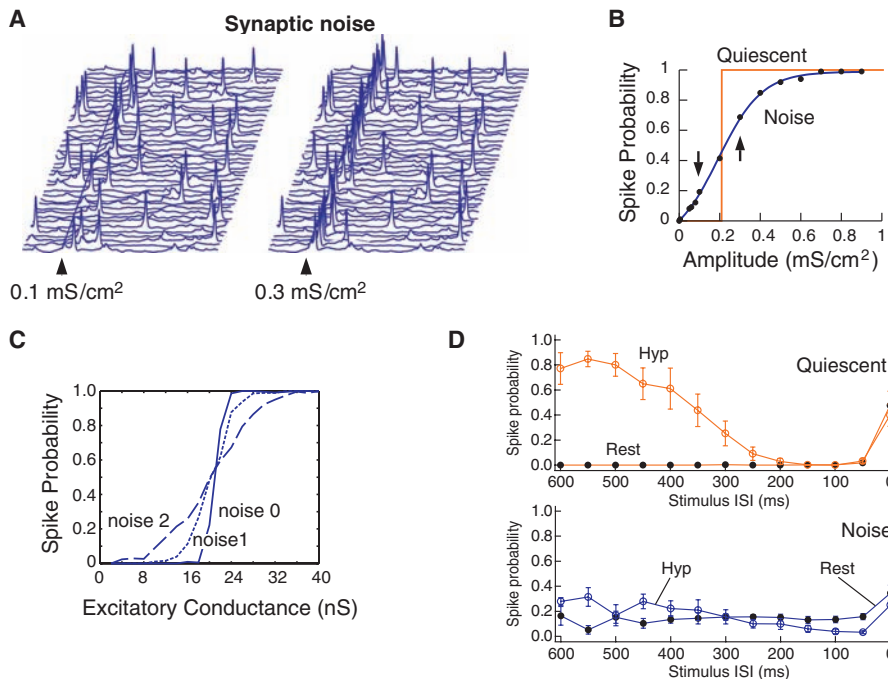 A
Synaptic noise
0.1 mS/cm²
0.3 mS/cm²
B
Quiescent
Noise
Spike Probability
1
0.8
0.6
0.4
0.2
0
0 0.2 0.4 0.6 0.8 1
Amplitude (mS/cm²)
C
Spike Probability
1.0
0.8
0.6
0.4
0.2
0
noise 2
noise 0
noise1
0 8 16 24 32 40
Excitatory Conductance (nS)
D
Spike probability
1.0
0.8
0.6
0.4
0.2
0.0
Hyp
Quiescent
Rest
600 500 400 300 200 100 0
Stimulus ISI (ms)
Spike probability
1.0
0.8
0.6
0.4
0.2
0.0
Noise
Hyp
Rest
600 500 400 300 200 100 0
Stimulus ISI (ms)